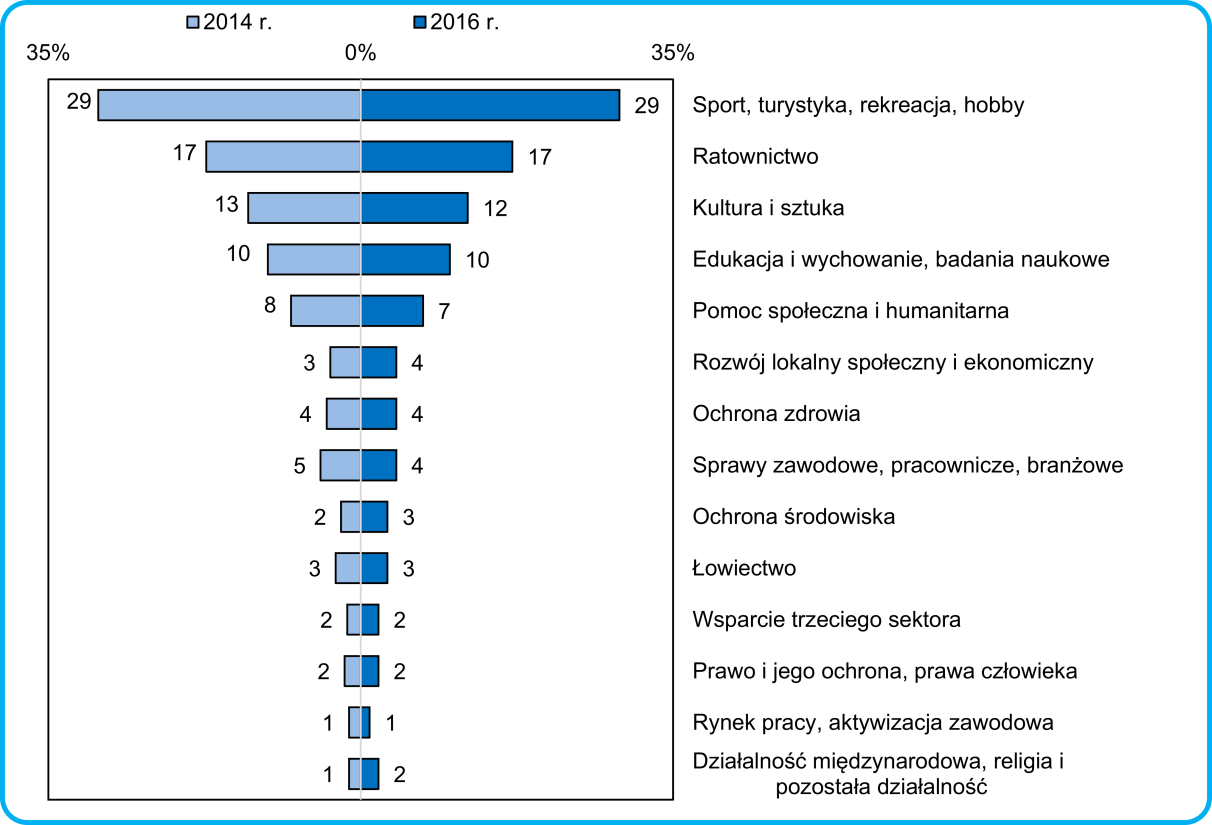 2014 r. 2016 r.
35% 0% 35%
29 29 Sport, turystyka, rekreacja, hobby
17 17 Ratownictwo
13 12 Kultura i sztuka
10 10 Edukacja i wychowanie, badania naukowe
8 7 Pomoc społeczna i humanitarna
3 4 Rozwój lokalny społeczny i ekonomiczny
4 4 Ochrona zdrowia
5 4 Sprawy zawodowe, pracownicze, branżowe
2 3 Ochrona środowiska
3 3 Łowiectwo
2 2 Wsparcie trzeciego sektora
2 2 Prawo i jego ochrona, prawa człowieka
1 1 Rynek pracy, aktywizacja zawodowa
1 2 Działalność międzynarodowa, religia i
pozostała działalność